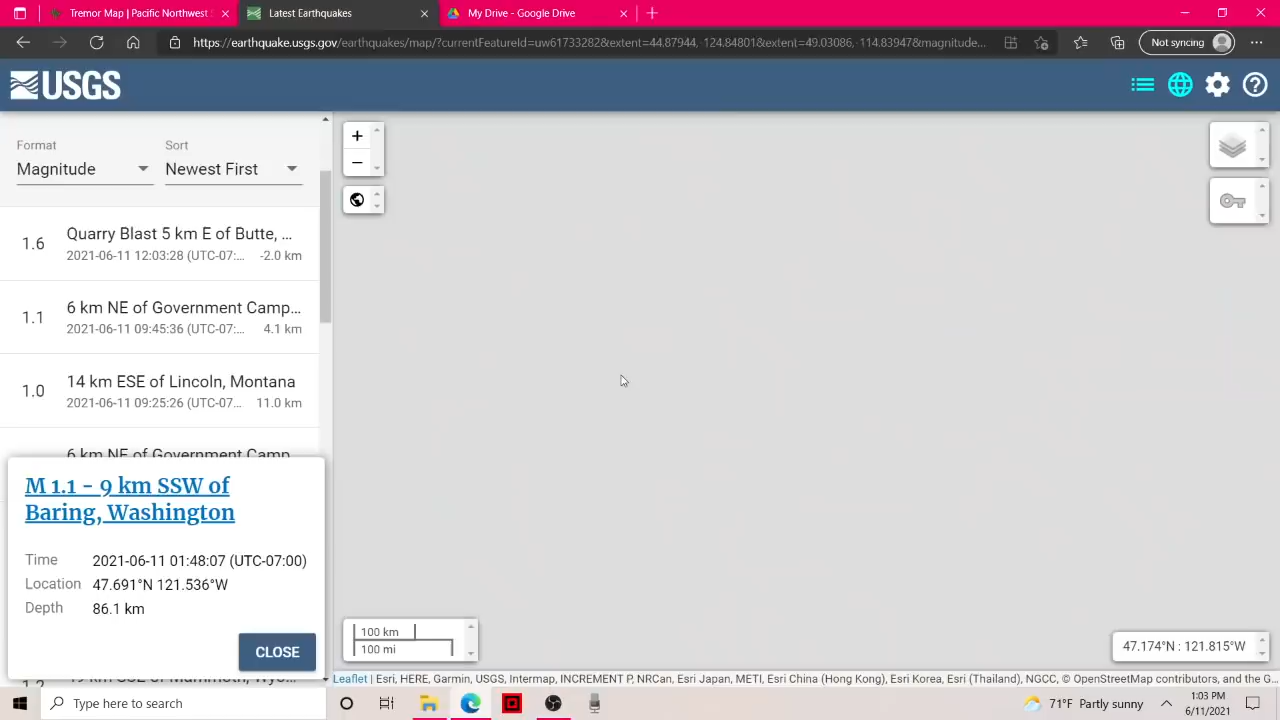 Tremor Map | Pacific Northwest
Latest Earthquakes
My Drive - Google Drive
https://earthquake.usgs.gov/earthquakes/map/?currentFeatureId=uw61733282&extent=44.87944,-124.84801&extent=49.03086,-114.83947&magnitude...
Not syncing
USGS
Format
Sort
Magnitude
Newest First
1.6
Quarry Blast 5 km E of Butte, ...
2021-06-11 12:03:28 (UTC-07:...
-2.0 km
1.1
6 km NE of Government Camp...
2021-06-11 09:45:36 (UTC-07:...
4.1 km
1.0
14 km ESE of Lincoln, Montana
2021-06-11 09:25:26 (UTC-07...
11.0 km
6 km NE of Government Camp
M 1.1 - 9 km SSW of
Baring, Washington
Time
2021-06-11 01:48:07 (UTC-07:00)
Location
47.691°N 121.536°W
Depth
86.1 km
CLOSE
+
−
100 km
100 mi
47.174°N : 121.815°W
Leaflet | Esri, HERE, Garmin, USGS, Intermap, INCREMENT P, NRCan, Esri Japan, METI, Esri China (Hong Kong), Esri Korea, Esri (Thailand), NGCC, © OpenStreetMap contributors, and the G
Type here to search
71°F Partly sunny
1:03 PM
6/11/2021